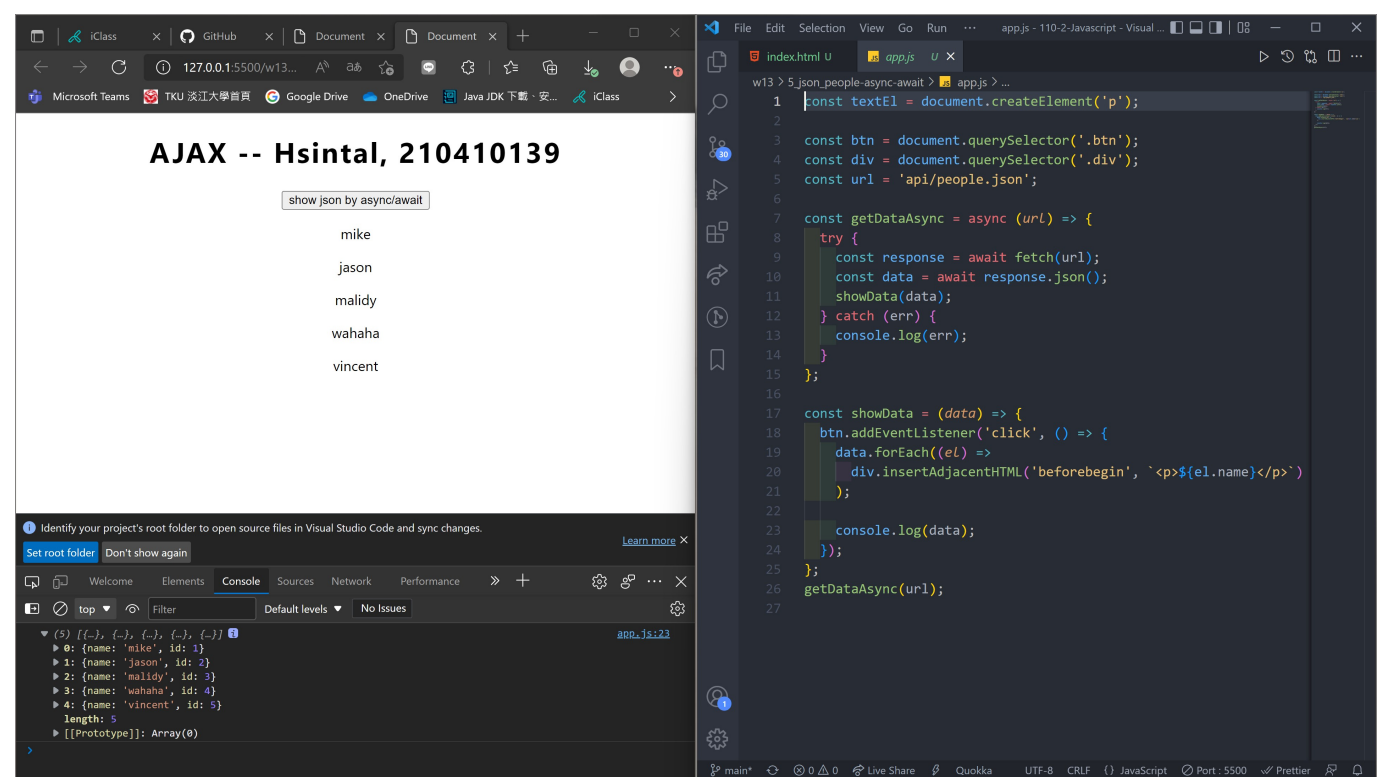 iClass
GitHub
Document
Document
127.0.0.1:5500/w13...
Microsoft Teams
TKU 淡江大學首頁
Google Drive
OneDrive
Java JDK 下載、安...
iClass
AJAX -- Hsintal, 210410139
show json by async/await
mike
jason
malidy
wahaha
vincent
Identify your project's root folder to open source files in Visual Studio Code and sync changes.
Learn more
Set root folder Don't show again
Welcome Elements Console Sources Network Performance
top Filter Default levels No Issues
(5) [{…}, {…}, {…}, {…}, {…}] app.js:23
0: {name: 'mike', id: 1}
1: {name: 'jason', id: 2}
2: {name: 'malidy', id: 3}
3: {name: 'wahaha', id: 4}
4: {name: 'vincent', id: 5}
length: 5
[[Prototype]]: Array(0)
File Edit Selection View Go Run ··· app.js - 110-2-Javascript - Visual ...
index.html U app.js U
w13 > 5_json_people-async-await > app.js > ...
30
1 const textEl = document.createElement('p');
2
3 const btn = document.querySelector('.btn');
4 const div = document.querySelector('.div');
5 const url = 'api/people.json';
6
7 const getDataAsync = async (url) => {
8 try {
9 const response = await fetch(url);
10 const data = await response.json();
11 showData(data);
12 } catch (err) {
13 console.log(err);
14 }
15 };
16
17 const showData = (data) => {
18 btn.addEventListener('click', () => {
19 data.forEach((el) =>
20 div.insertAdjacentHTML('beforebegin', `<p>${el.name}</p>`)
21 );
22
23 console.log(data);
24 });
25 };
26 getDataAsync(url);
27
1
main* 0 0 Live Share Quokka UTF-8 CRLF {} JavaScript Port : 5500 Prettier